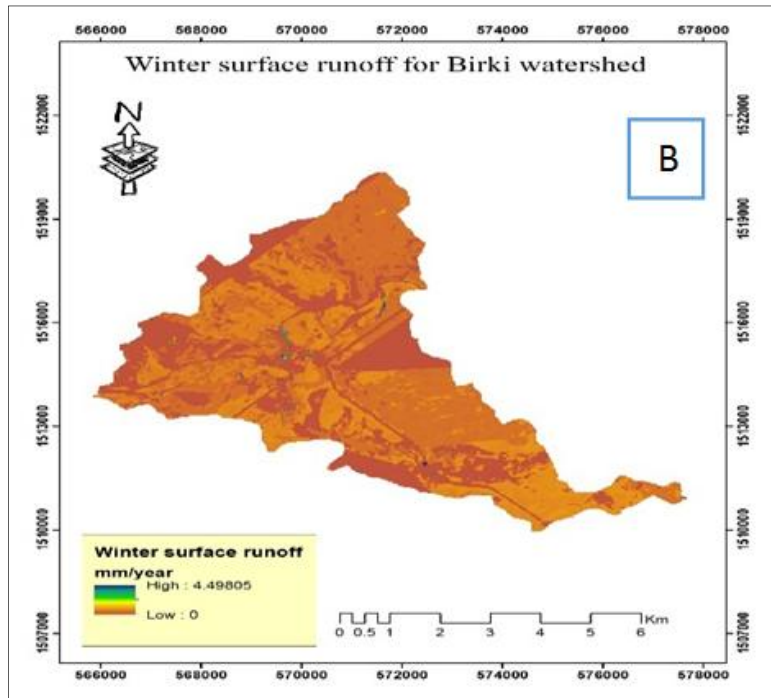 566000 568000 570000 572000 574000 576000 578000
Winter surface runoff for Birki watershed
N
B
1522000 1522000
1519000 1519000
1516000 1516000
1513000 1513000
1510000 1510000
1507000 1507000
Winter surface runoff
mm/year
High : 4.49805
Low : 0
Km
0 0.5 1 2 3 4 5 6
566000 568000 570000 572000 574000 576000 578000